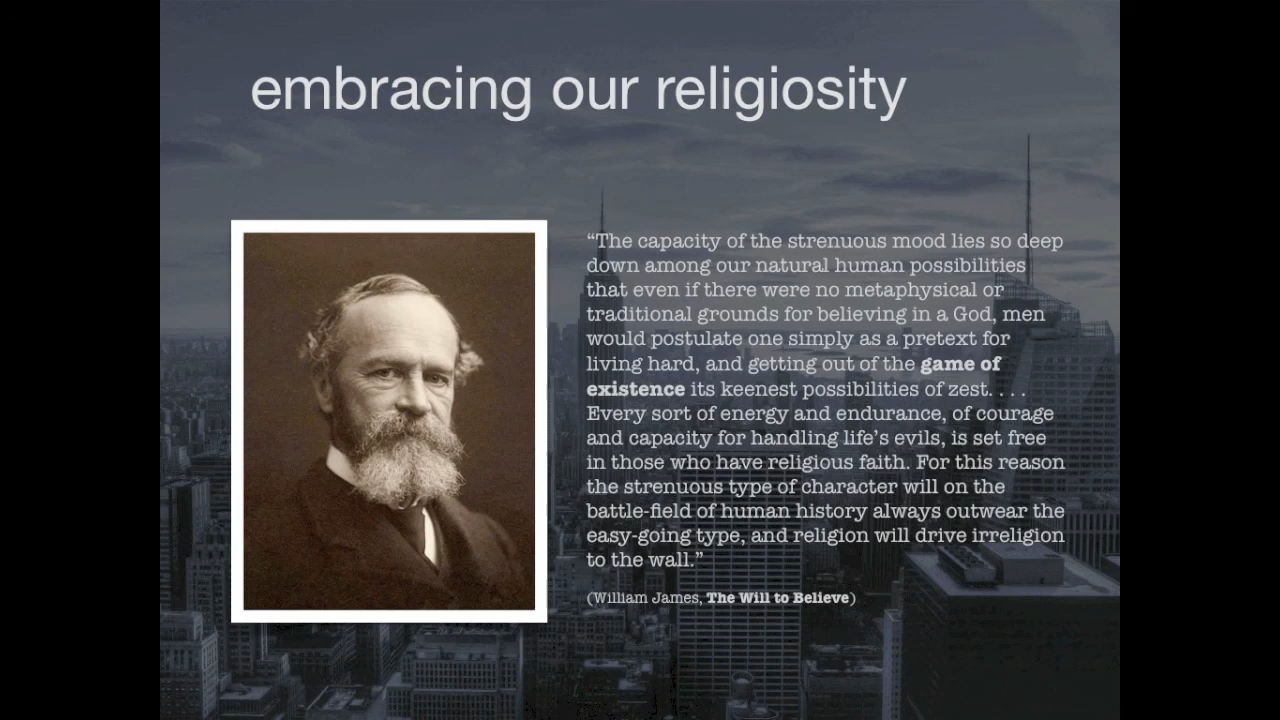 embracing our religiosity
“The capacity of the strenuous mood lies so deep
down among our natural human possibilities
that even if there were no metaphysical or
traditional grounds for believing in a God, men
would postulate one simply as a pretext for
living hard, and getting out of the game of
existence its keenest possibilities of zest. . . .
Every sort of energy and endurance, of courage
and capacity for handling life’s evils, is set free
in those who have religious faith. For this reason
the strenuous type of character will on the
battle-field of human history always outwear the
easy-going type, and religion will drive irreligion
to the wall.”
(William James, The Will to Believe)